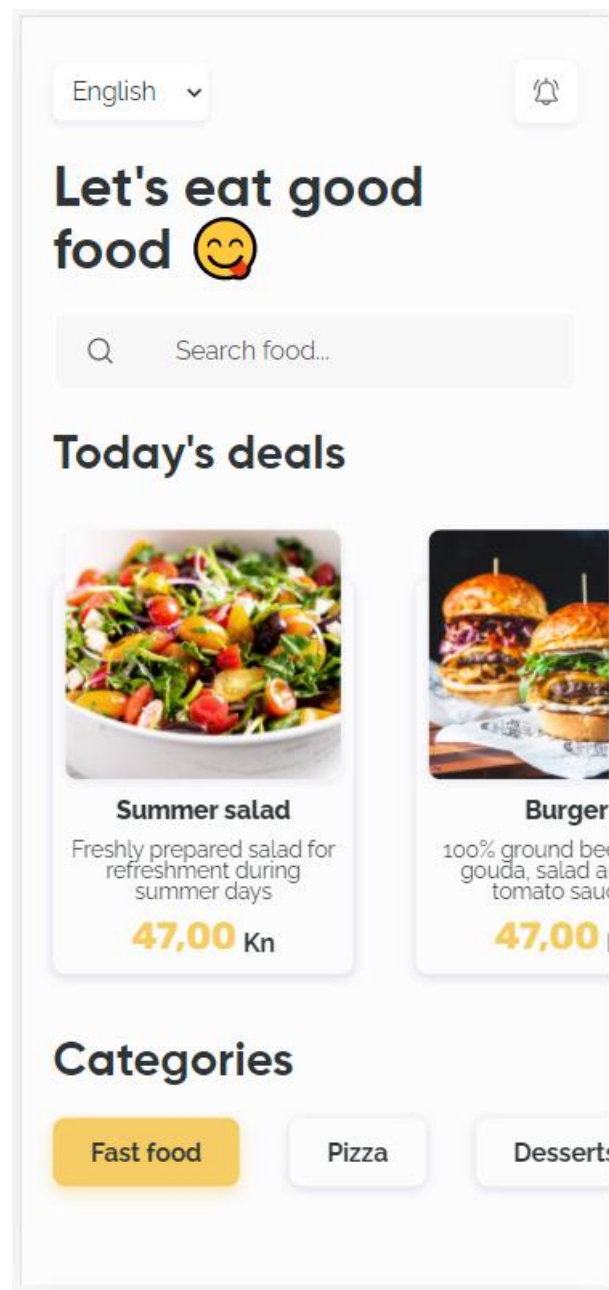 English
Let's eat good
food 😋
Search food...
Today's deals
Summer salad
Freshly prepared salad for
refreshment during
summer days
47,00 Kn
Burger
100% ground
gouda, salad
tomato
47,00
Categories
Fast food
Pizza
Desserts